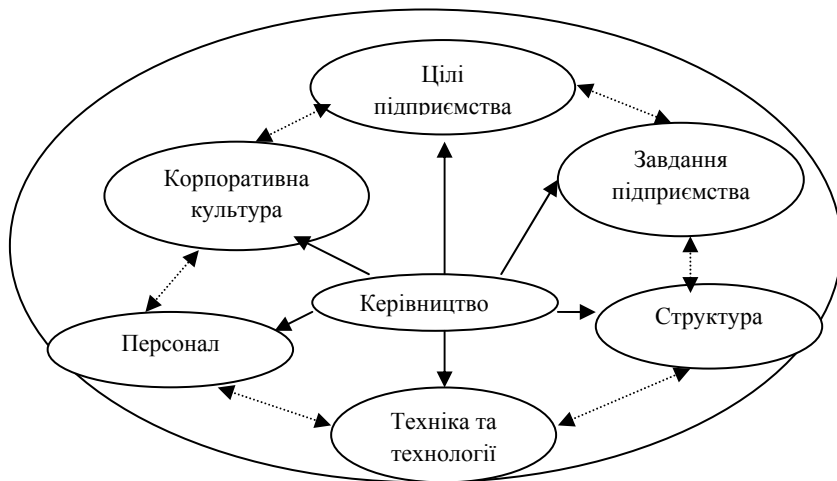 Цілі
підприємства
Завдання
підприємства
Корпоративна
культура
Керівництво
Структура
Персонал
Техніка та
технології